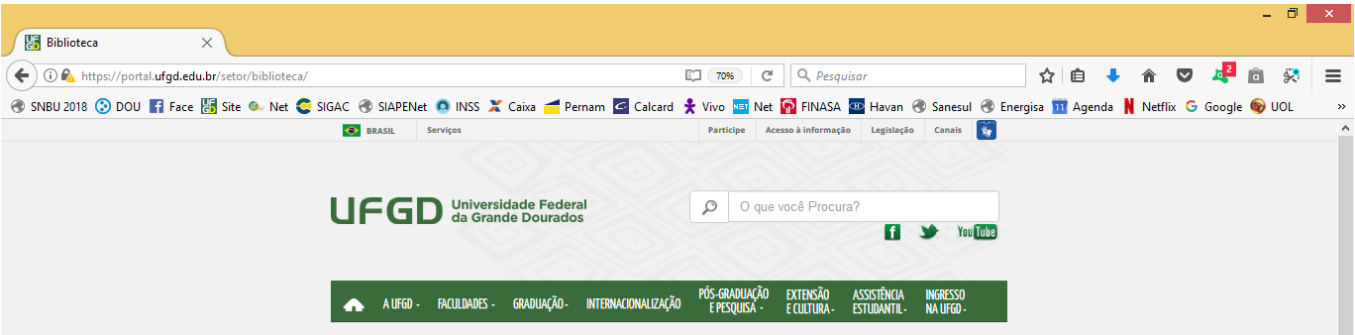 Biblioteca
https://portal.ufgd.edu.br/setor/biblioteca/ 70% Pesquisar 2
SNBU 2018 DOU Face Site Net SIGAC SIAPENet INSS Caixa Pernam Calcard Vivo Net FINASA Havan Sanesul Energisa 11 Agenda Netflix Google UOL »
BRASIL Serviços Participe Acesso à informação Legislação Canais
UFGD Universidade Federal
da Grande Dourados
O que você Procura?
You Tube
A UFGD - FACULDADES - GRADUAÇÃO - INTERNACIONALIZAÇÃO PÓS-GRADUAÇÃO
E PESQUISA - EXTENSÃO
E CULTURA - ASSISTÊNCIA
ESTUDANTIL - INGRESSO
NA UFGD -